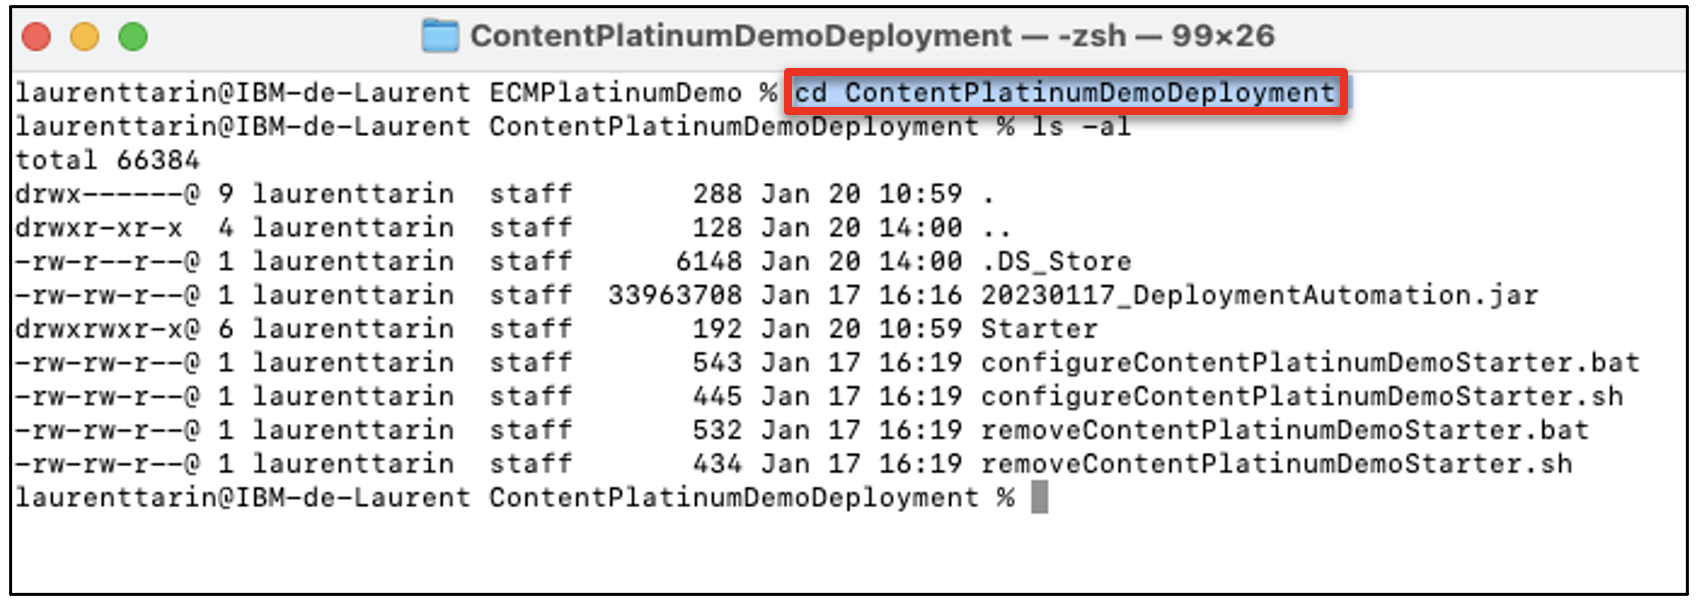 ContentPlatinumDemoDeployment — -zsh — 99×26
laurenttarin@IBM-de-Laurent ECMPlatinumDemo % cd ContentPlatinumDemoDeployment
laurenttarin@IBM-de-Laurent ContentPlatinumDemoDeployment % ls -al
total 66384
drwx------@ 9 laurenttarin  staff       288 Jan 20 10:59 .
drwxr-xr-x  4 laurenttarin  staff       128 Jan 20 14:00 ..
-rw-r--r--@ 1 laurenttarin  staff      6148 Jan 20 14:00 .DS_Store
-rw-rw-r--@ 1 laurenttarin  staff  33963708 Jan 17 16:16 20230117_DeploymentAutomation.jar
drwxrwxr-x@ 6 laurenttarin  staff       192 Jan 20 10:59 Starter
-rw-rw-r--@ 1 laurenttarin  staff       543 Jan 17 16:19 configureContentPlatinumDemoStarter.bat
-rw-rw-r--@ 1 laurenttarin  staff       445 Jan 17 16:19 configureContentPlatinumDemoStarter.sh
-rw-rw-r--@ 1 laurenttarin  staff       532 Jan 17 16:19 removeContentPlatinumDemoStarter.bat
-rw-rw-r--@ 1 laurenttarin  staff       434 Jan 17 16:19 removeContentPlatinumDemoStarter.sh
laurenttarin@IBM-de-Laurent ContentPlatinumDemoDeployment %